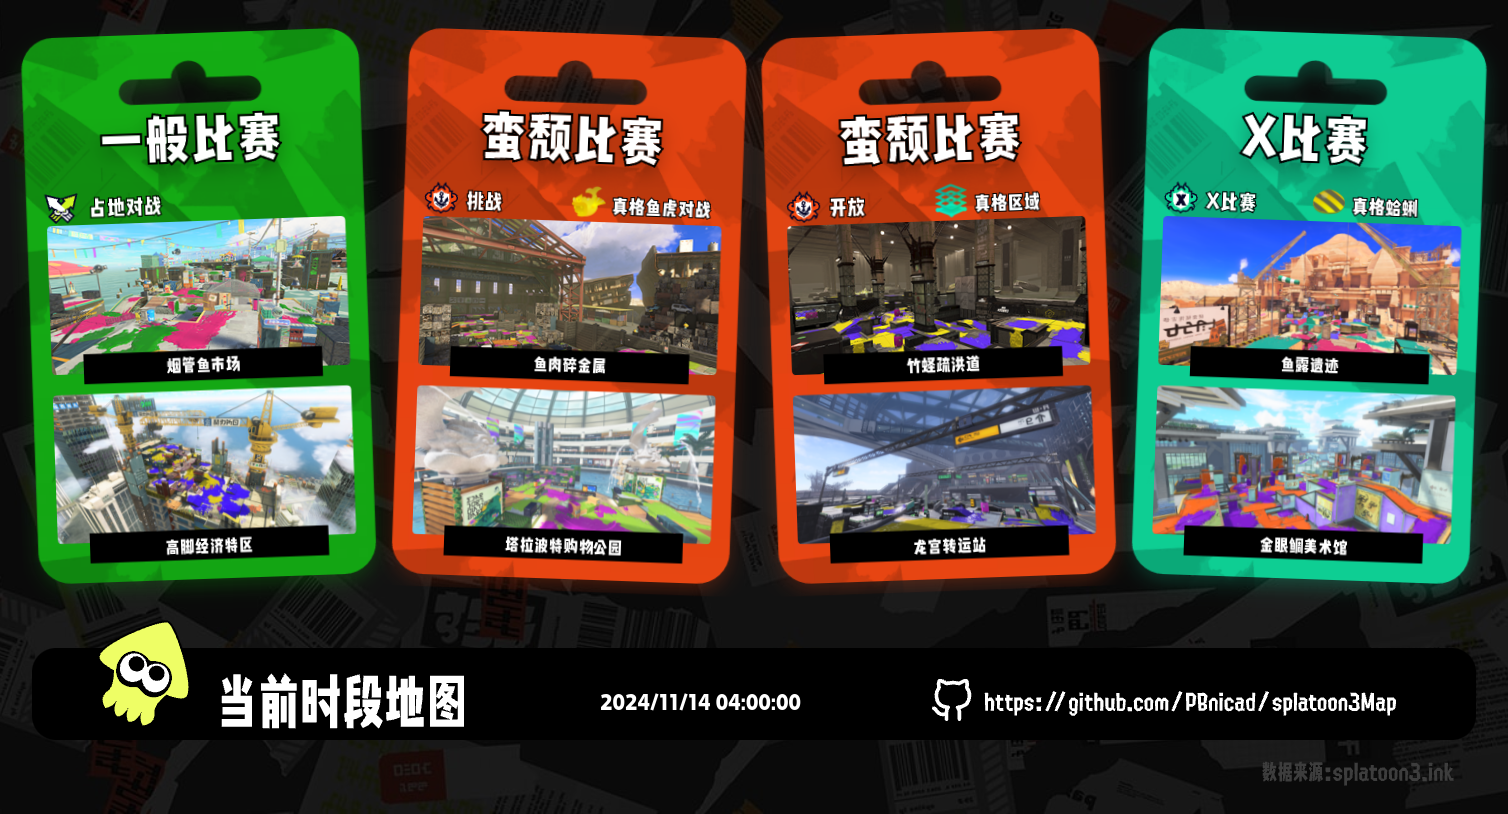 一般比赛
占地对战
烟管鱼市场
高脚经济特区
蛮颓比赛
挑战
真格鱼虎对战
鱼肉碎金属
塔拉波特购物公园
蛮颓比赛
开放
真格区域
竹蛏疏洪道
龙宫转运站
X比赛
X比赛
真格蛤蜊
鱼露遗迹
金眼鲷美术馆
当前时段地图
2024/11/14 04:00:00
https://github.com/PBnicad/splatoon3Map
数据来源:splatoon3.ink